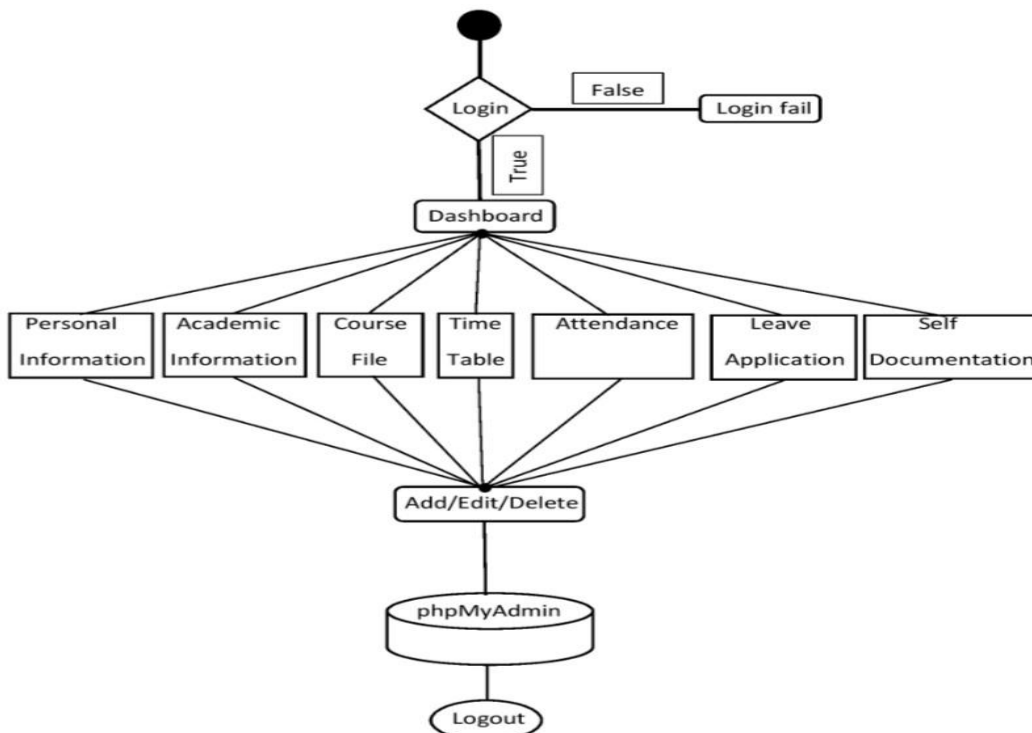 False
Login
Login fail
True
Dashboard
Personal
Information
Academic
Information
Course
File
Time
Table
Attendance
Leave
Application
Self
Documentation
Add/Edit/Delete
phpMyAdmin
Logout